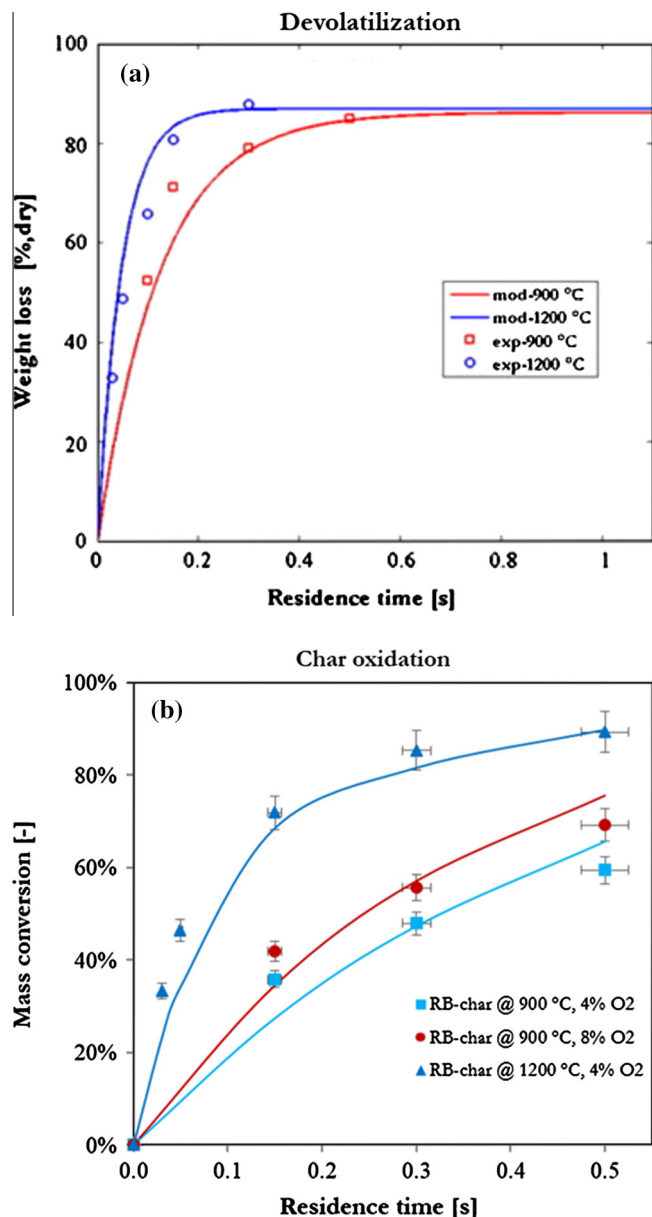 Devolatilization
100
(a)
80
60
40
20
0
Weight loss [%,dry]
mod-900 °C
mod-1200 °C
exp-900 °C
exp-1200 °C
0
0.2
0.4
0.6
0.8
1
Residence time [s]
Char oxidation
100%
(b)
80%
60%
40%
20%
0%
Mass conversion [-]
RB-char @ 900 °C, 4% O2
RB-char @ 900 °C, 8% O2
RB-char @ 1200 °C, 4% O2
0.0
0.1
0.2
0.3
0.4
0.5
Residence time [s]